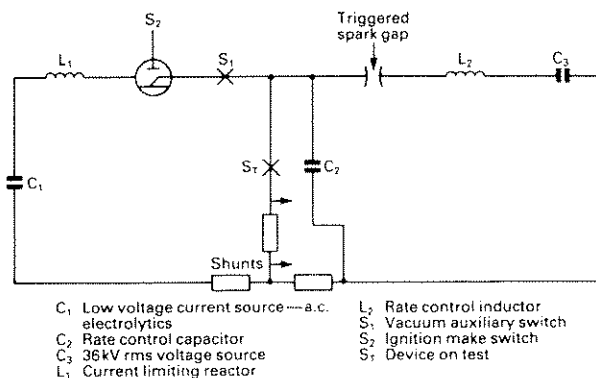 Triggered
spark gap
S₂
L₁
S₁
L₂
C₃
C₁
Sᴛ
C₂
Shunts
C₁ Low voltage current source — a.c.
electrolytics
C₂ Rate control capacitor
C₃ 36kV rms voltage source
L₁ Current limiting reactor
L₂ Rate control inductor
S₁ Vacuum auxiliary switch
S₂ Ignition make switch
Sᴛ Device on test